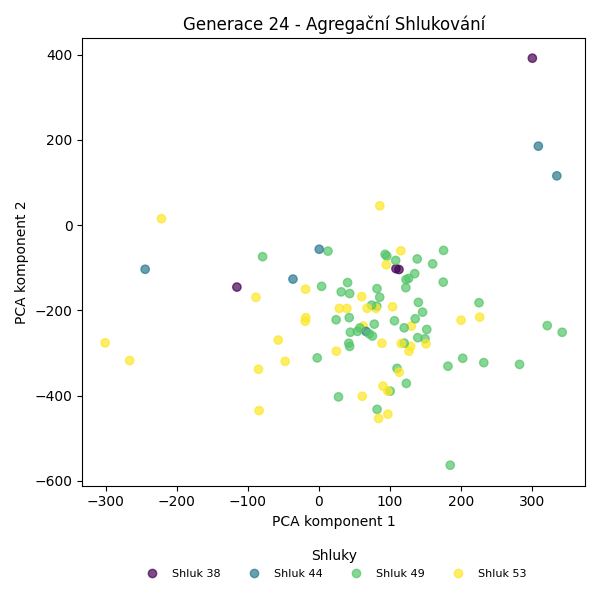 Generace 24 - Agregační Shlukování
PCA komponent 2
400
200
0
−200
−400
−600
−300
−200
−100
0
100
200
300
PCA komponent 1
Shluky
Shluk 38
Shluk 44
Shluk 49
Shluk 53